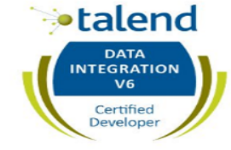 talend
DATA
INTEGRATION
V6
Certified
Developer